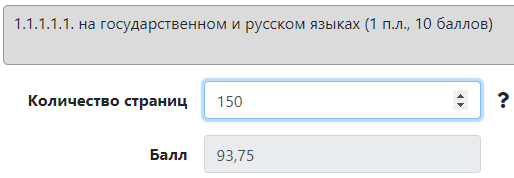 1.1.1.1.1. на государственном и русском языках (1 п.л., 10 баллов)
Количество страниц 150 ?
Балл 93,75